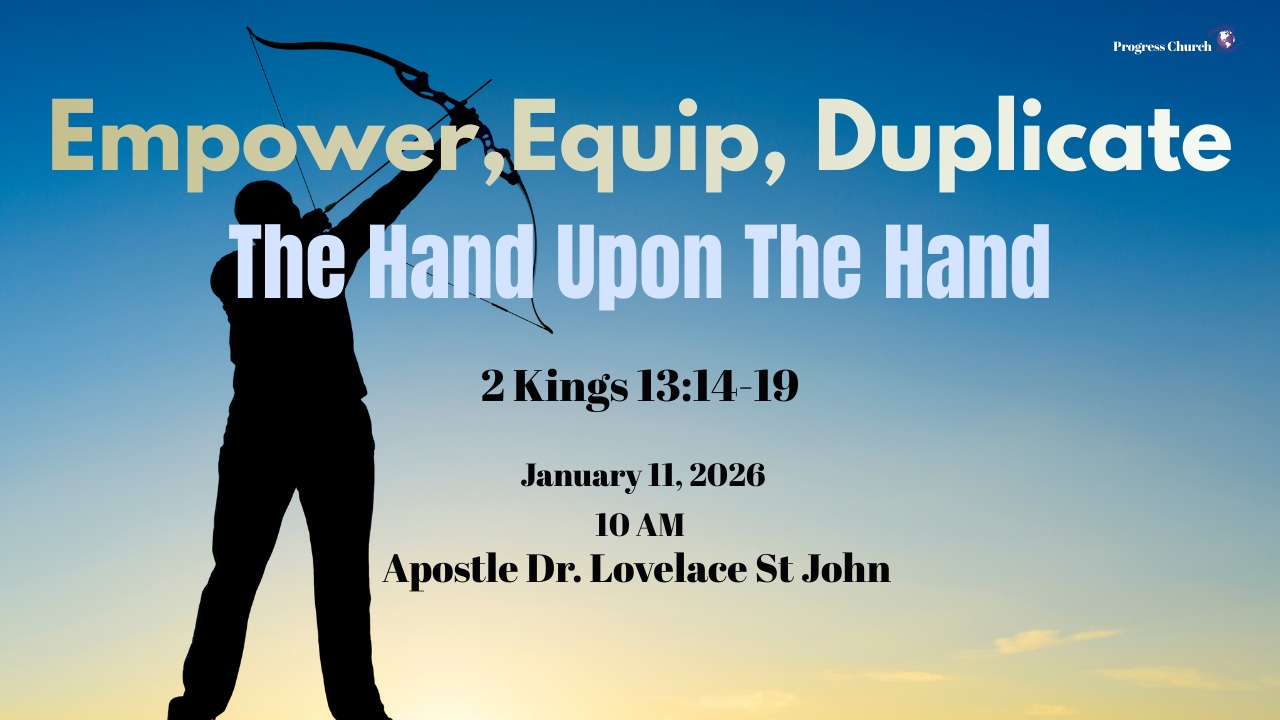 Progress Church
Empower,Equip, Duplicate
The Hand Upon The Hand
2 Kings 13:14-19
January 11, 2026
10 AM
Apostle Dr. Lovelace St John